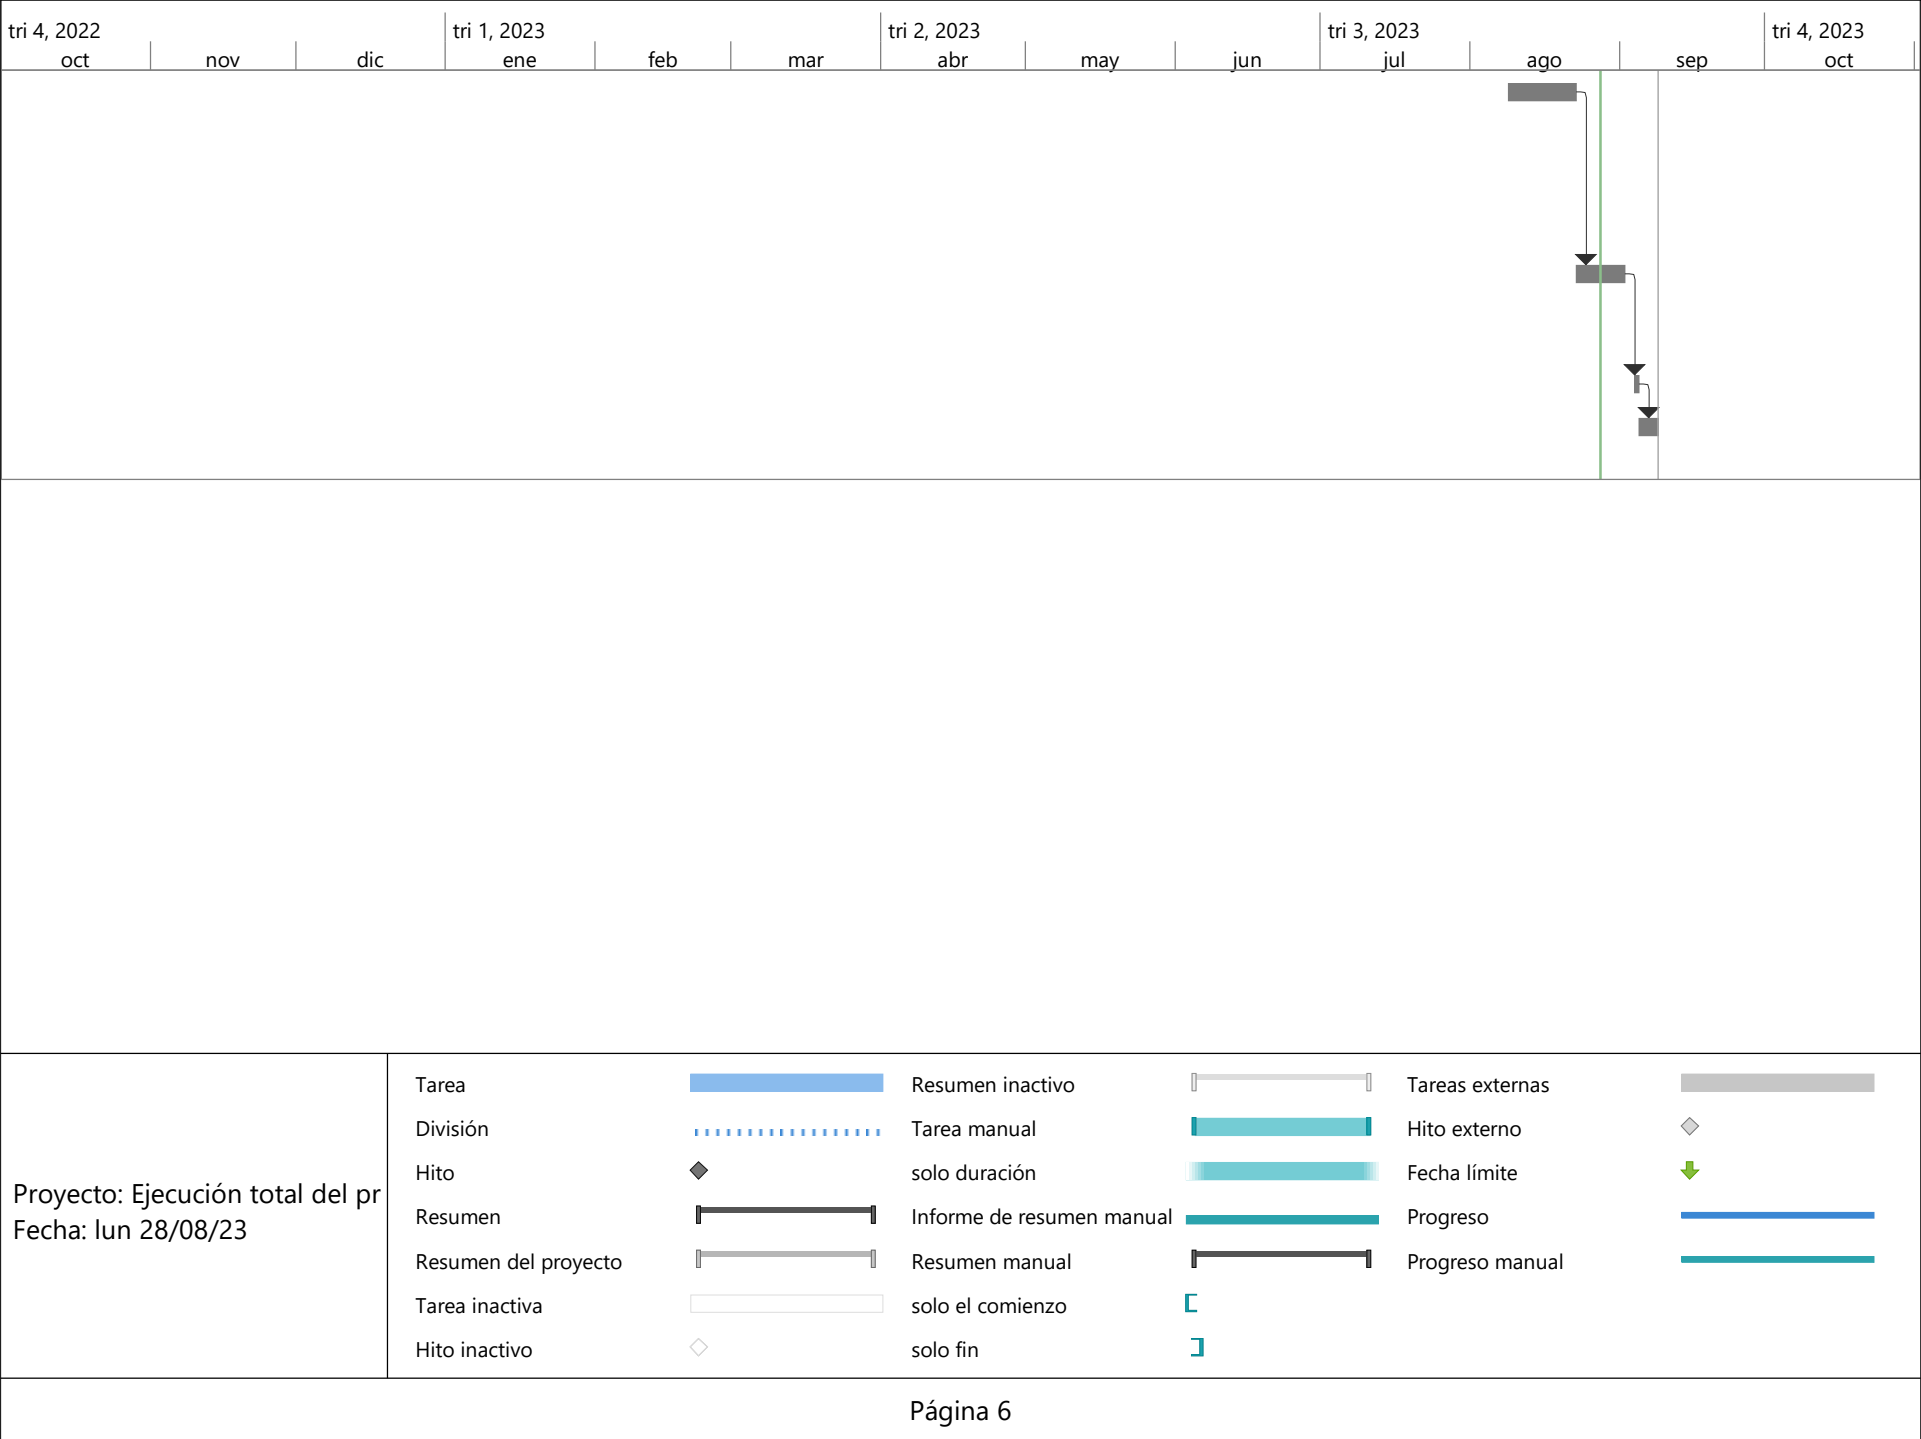 tri 4, 2022 tri 1, 2023 tri 2, 2023 tri 3, 2023 tri 4, 2023
oct nov dic ene feb mar abr may jun jul ago sep oct
Proyecto: Ejecución total del pr
Fecha: lun 28/08/23
Tarea
División
Hito
Resumen
Resumen del proyecto
Tarea inactiva
Hito inactivo
Resumen inactivo
Tarea manual
solo duración
Informe de resumen manual
Resumen manual
solo el comienzo
solo fin
Tareas externas
Hito externo
Fecha límite
Progreso
Progreso manual
Página 6